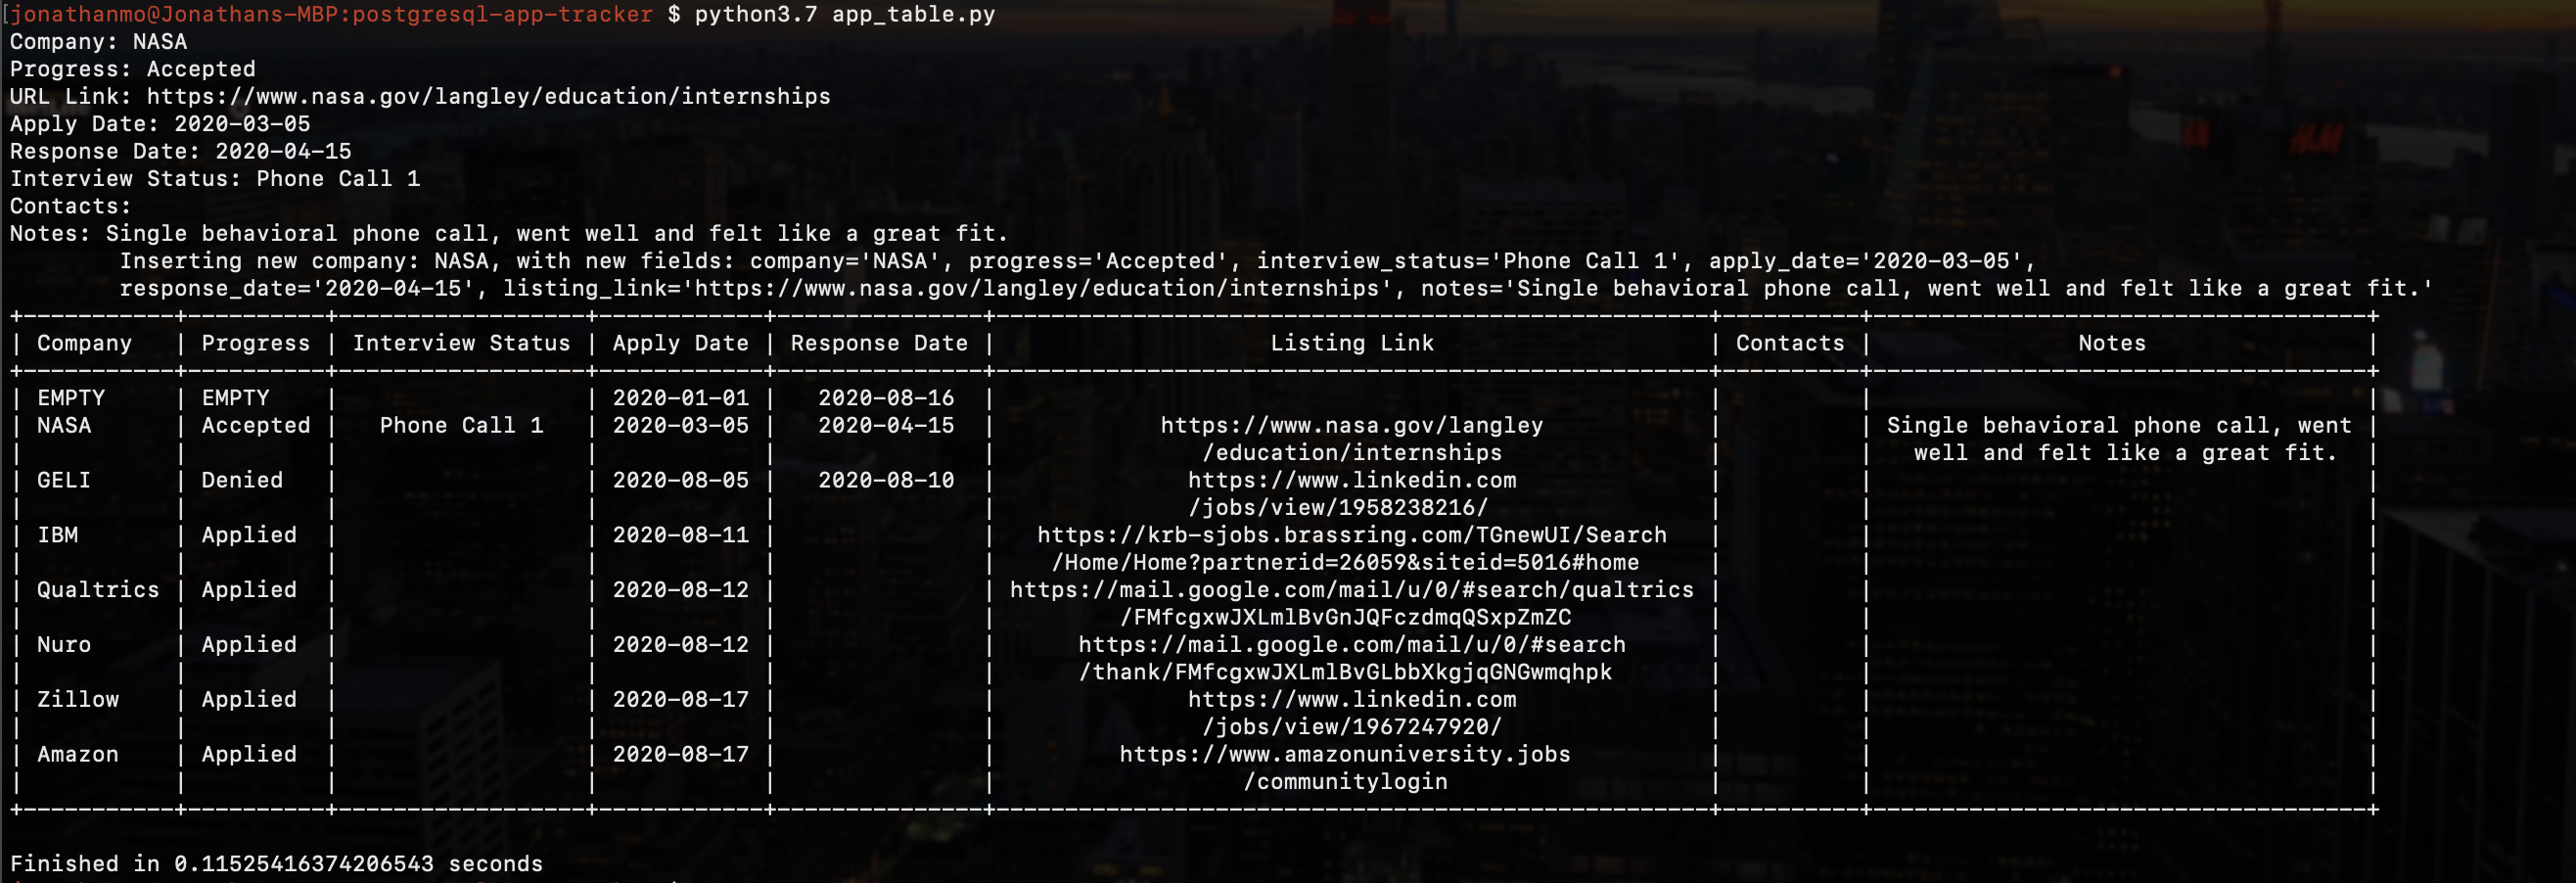 jonathanmo@Jonathans-MBP:postgresql-app-tracker $ python3.7 app_table.py
Company: NASA
Progress: Accepted
URL Link: https://www.nasa.gov/langley/education/internships
Apply Date: 2020-03-05
Response Date: 2020-04-15
Interview Status: Phone Call 1
Contacts:
Notes: Single behavioral phone call, went well and felt like a great fit.
Inserting new company: NASA, with new fields: company='NASA', progress='Accepted', interview_status='Phone Call 1', apply_date='2020-03-05',
response_date='2020-04-15', listing_link='https://www.nasa.gov/langley/education/internships', notes='Single behavioral phone call, went well and felt like a great fit.'
| Company | Progress | Interview Status | Apply Date | Response Date | Listing Link | Contacts | Notes |
| EMPTY | EMPTY | | 2020-01-01 | 2020-08-16 | | | |
| NASA | Accepted | Phone Call 1 | 2020-03-05 | 2020-04-15 | https://www.nasa.gov/langley | | Single behavioral phone call, went |
| | | | | | /education/internships | | well and felt like a great fit. |
| GELI | Denied | | 2020-08-05 | 2020-08-10 | https://www.linkedin.com | | |
| | | | | | /jobs/view/1958238216/ | | |
| IBM | Applied | | 2020-08-11 | | https://krb-sjobs.brassring.com/TGnewUI/Search | | |
| | | | | | /Home/Home?partnerid=26059&siteid=5016#home | | |
| Qualtrics | Applied | | 2020-08-12 | | https://mail.google.com/mail/u/0/#search/qualtrics | | |
| | | | | | /FMfcgxwJXLmlBvGnJQFczdmqQSxpZmZC | | |
| Nuro | Applied | | 2020-08-12 | | https://mail.google.com/mail/u/0/#search | | |
| | | | | | /thank/FMfcgxwJXLmlBvGLbbXkgjqGNGwmqhpk | | |
| Zillow | Applied | | 2020-08-17 | | https://www.linkedin.com | | |
| | | | | | /jobs/view/1967247920/ | | |
| Amazon | Applied | | 2020-08-17 | | https://www.amazonuniversity.jobs | | |
| | | | | | /communitylogin | | |
Finished in 0.11525416374206543 seconds